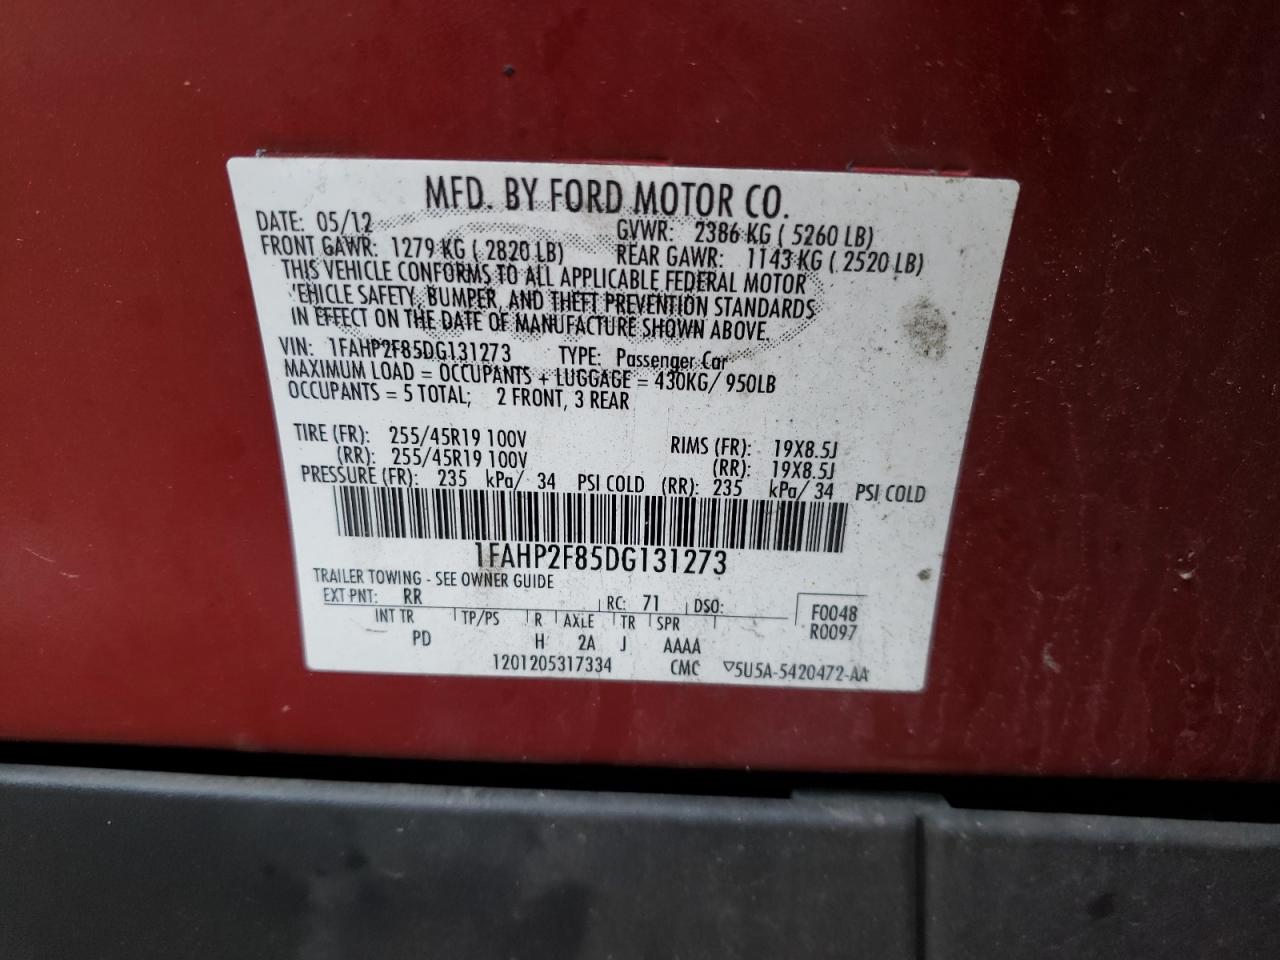 MFD. BY FORD MOTOR CO.
DATE: 05/12 GVWR: 2386 KG ( 5260 LB)
FRONT GAWR: 1279 KG ( 2820 LB) REAR GAWR: 1143 KG ( 2520 LB)
THIS VEHICLE CONFORMS TO ALL APPLICABLE FEDERAL MOTOR
VEHICLE SAFETY, BUMPER, AND THEFT PREVENTION STANDARDS
IN EFFECT ON THE DATE OF MANUFACTURE SHOWN ABOVE.
VIN: 1FAHP2F85DG131273 TYPE: Passenger Car
MAXIMUM LOAD = OCCUPANTS + LUGGAGE = 430KG/ 950LB
OCCUPANTS = 5 TOTAL; 2 FRONT, 3 REAR
TIRE (FR): 255/45R19 100V RIMS (FR): 19X8.5J
(RR): 255/45R19 100V (RR): 19X8.5J
PRESSURE (FR): 235 kPa/ 34 PSI COLD (RR): 235 kPa/ 34 PSI COLD
1FAHP2F85DG131273
TRAILER TOWING - SEE OWNER GUIDE
EXT PNT: RR RC: 71 DSO: F0048
INT TR TP/PS R AXLE TR SPR R0097
PD H 2A J AAAA
1201205317334 CMC ▽5U5A-5420472-AA